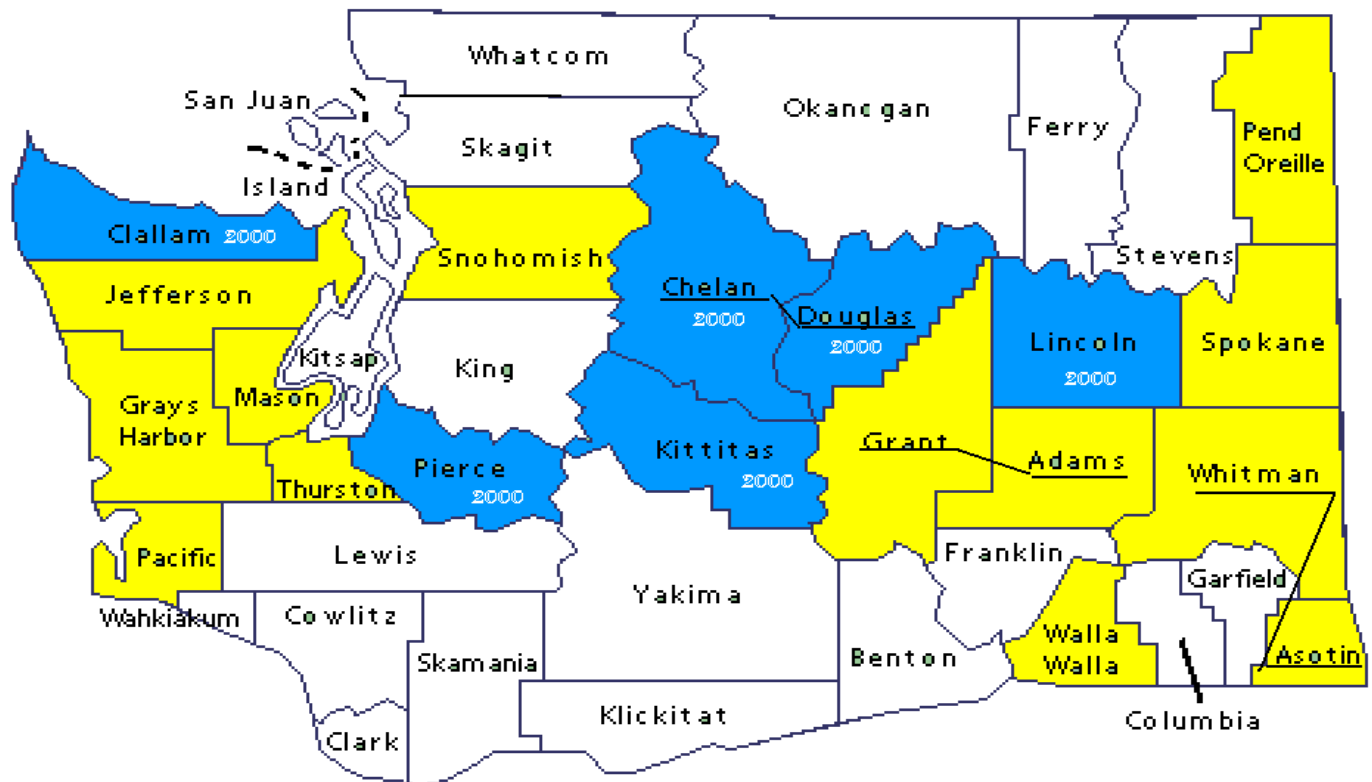 Whatcom
San Juan
Okanogan
Ferry
Pend
Oreille
Skagit
Island
Clallam 2000
Snohomish
Stevens
Jefferson
Chelan
2000
Douglas
2000
Lincoln
2000
Spokane
Kitsap
King
Mason
Grays
Harbor
Grant
Adams
Whitman
Pierce
2000
Kittitas
2000
Thurston
Pacific
Lewis
Franklin
Garfield
Wahkiakum
Cowlitz
Yakima
Walla
Walla
Skamania
Benton
Asotin
Klickitat
Columbia
Clark